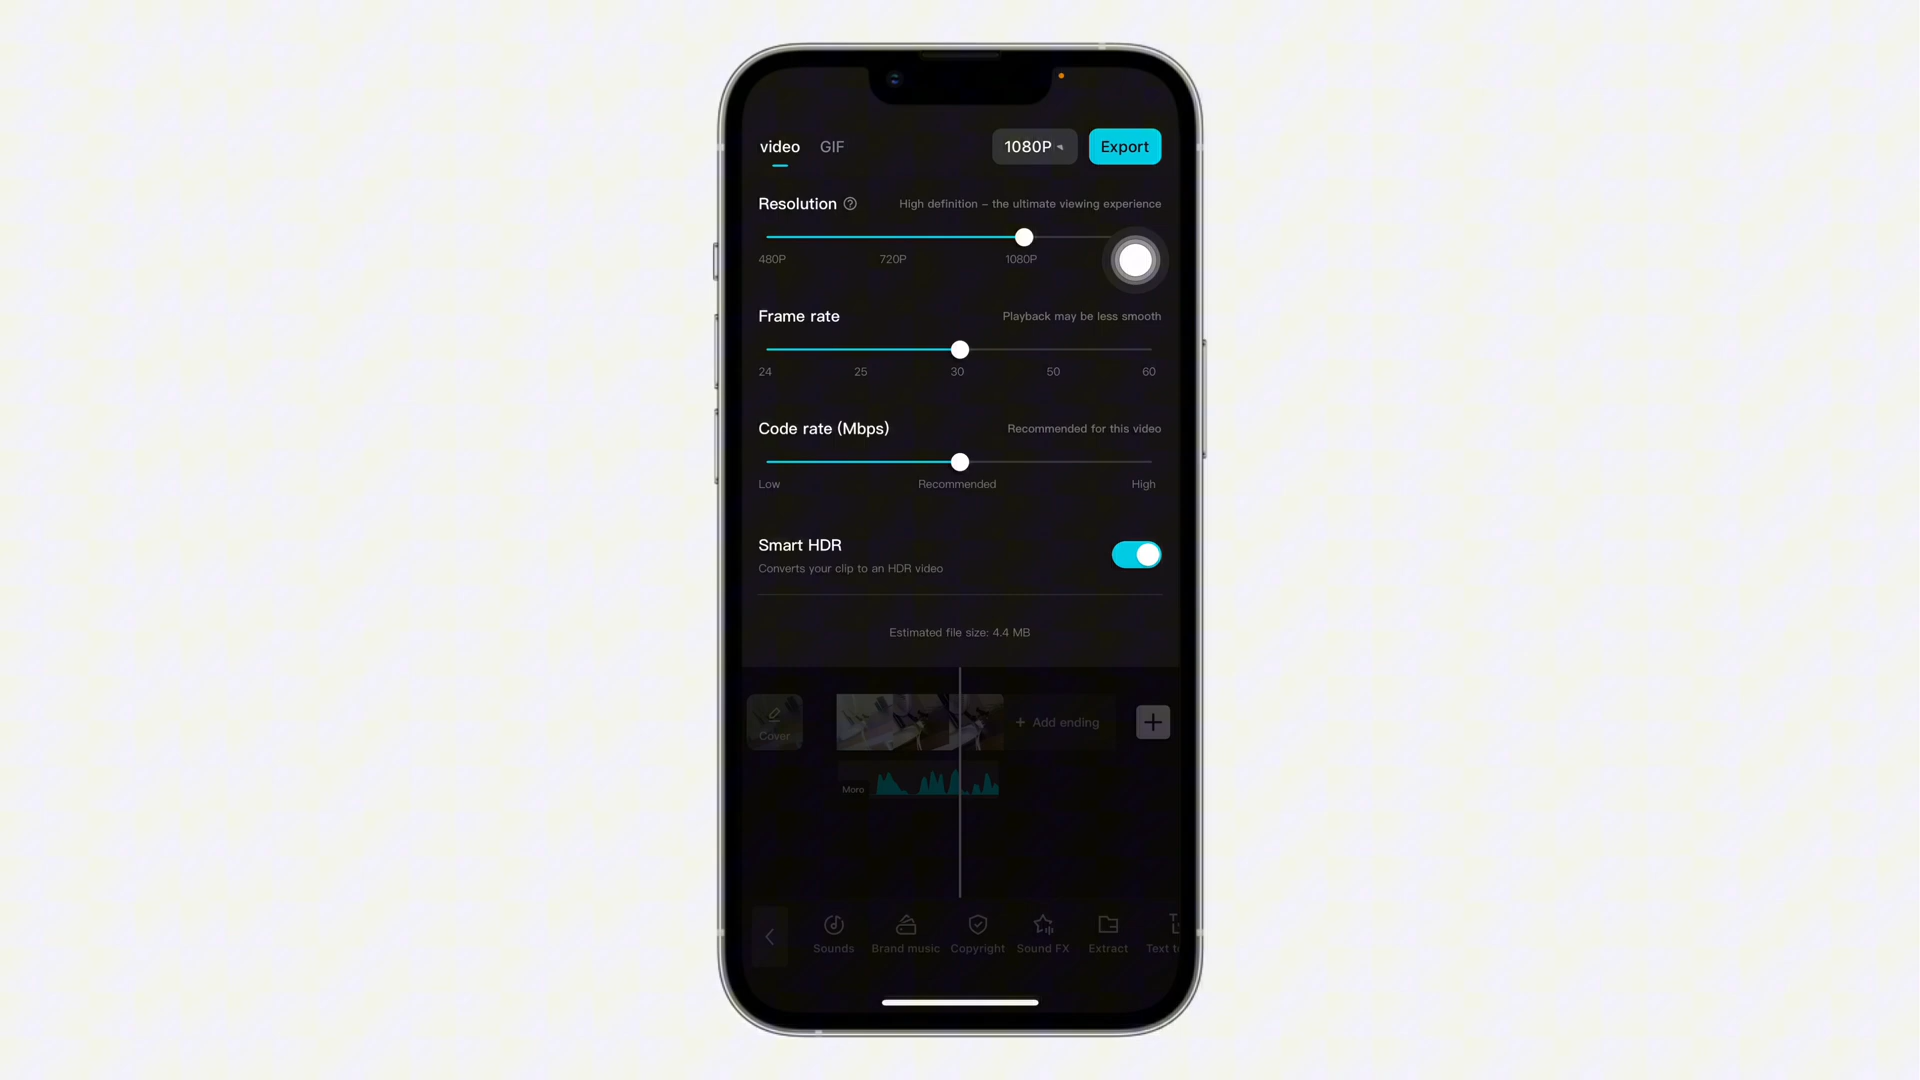 video GIF 1080P Export
Resolution High definition – the ultimate viewing experience
480P 720P 1080P
Frame rate Playback may be less smooth
24 25 30 50 60
Code rate (Mbps) Recommended for this video
Low Recommended High
Smart HDR
Converts your clip to an HDR video
Estimated file size: 4.4 MB
Cover + Add ending
Moro
Sounds Brand music Copyright Sound FX Extract Text